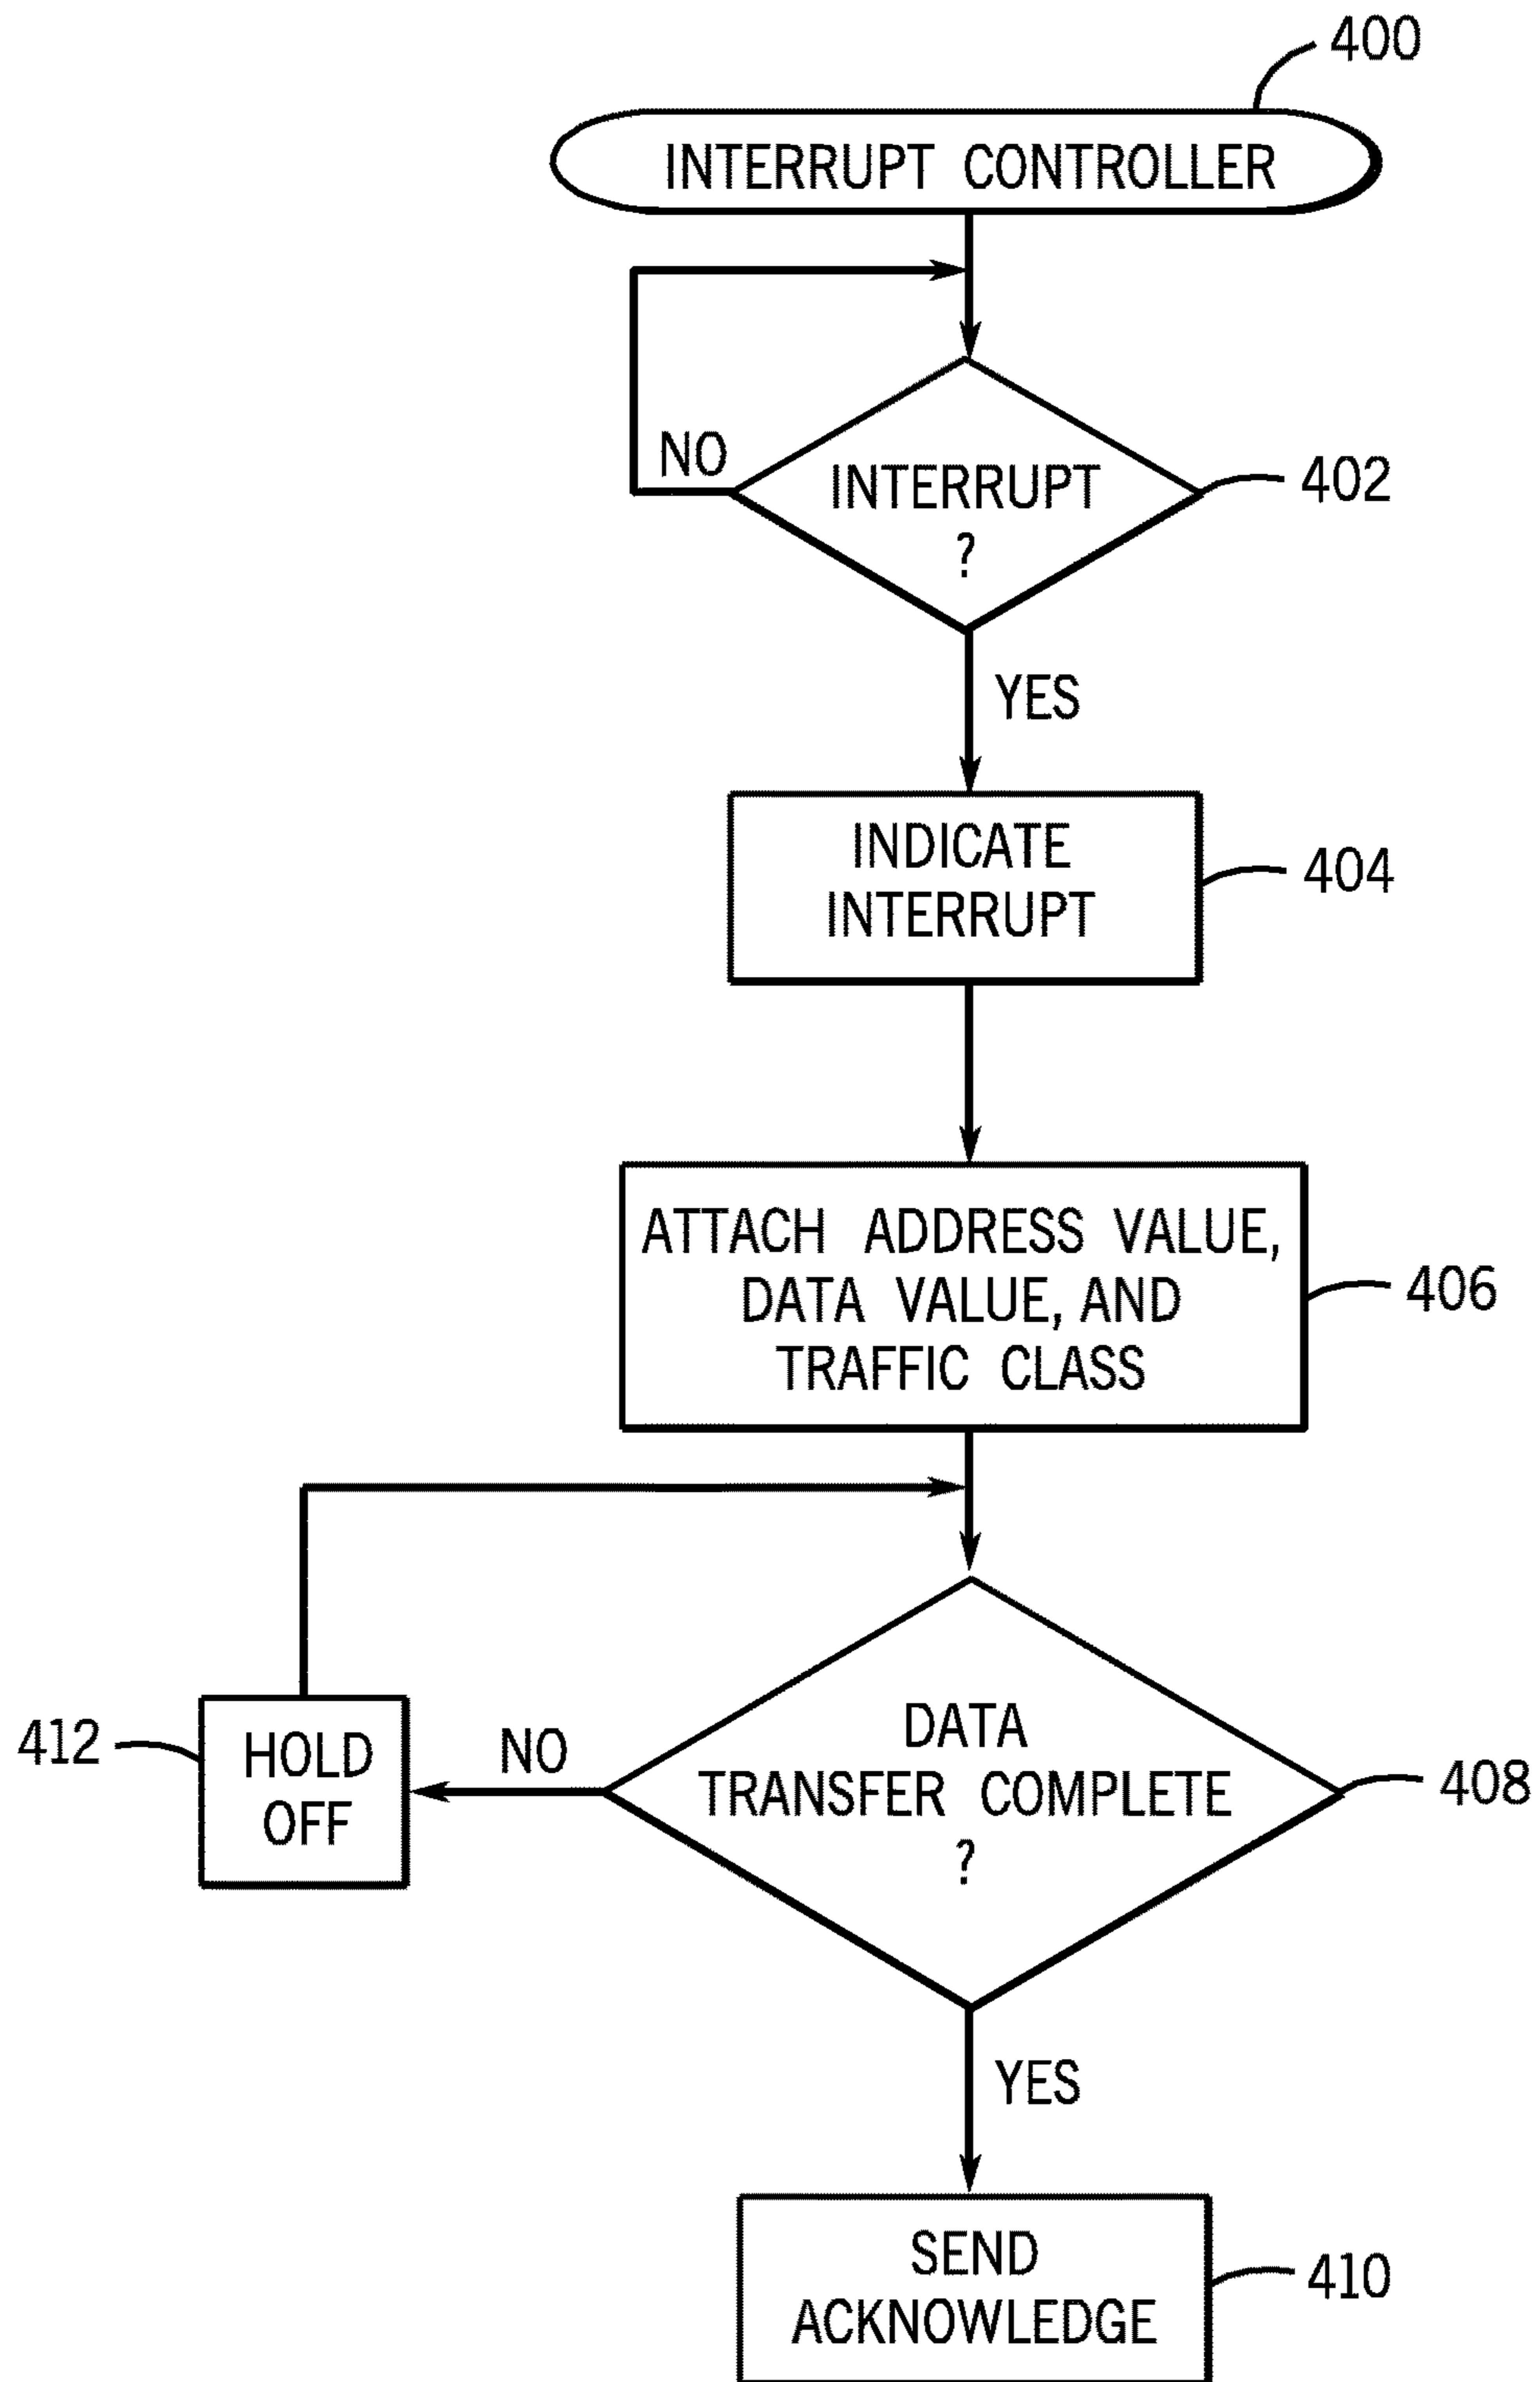 400
INTERRUPT CONTROLLER
NO
INTERRUPT
?
402
YES
INDICATE
INTERRUPT
404
ATTACH ADDRESS VALUE,
DATA VALUE, AND
TRAFFIC CLASS
406
412
HOLD
OFF
NO
DATA
TRANSFER COMPLETE
?
408
YES
SEND
ACKNOWLEDGE
410